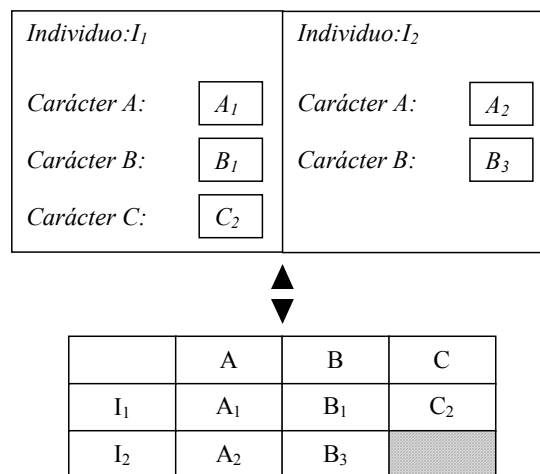 Individuo:I₁
Carácter A: A₁
Carácter B: B₁
Carácter C: C₂
Individuo:I₂
Carácter A: A₂
Carácter B: B₃
A B C
I₁ A₁ B₁ C₂
I₂ A₂ B₃